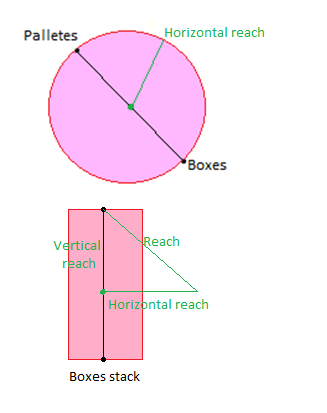 Horizontal reach
Palletes
Boxes
Vertical
reach
Reach
Horizontal reach
Boxes stack